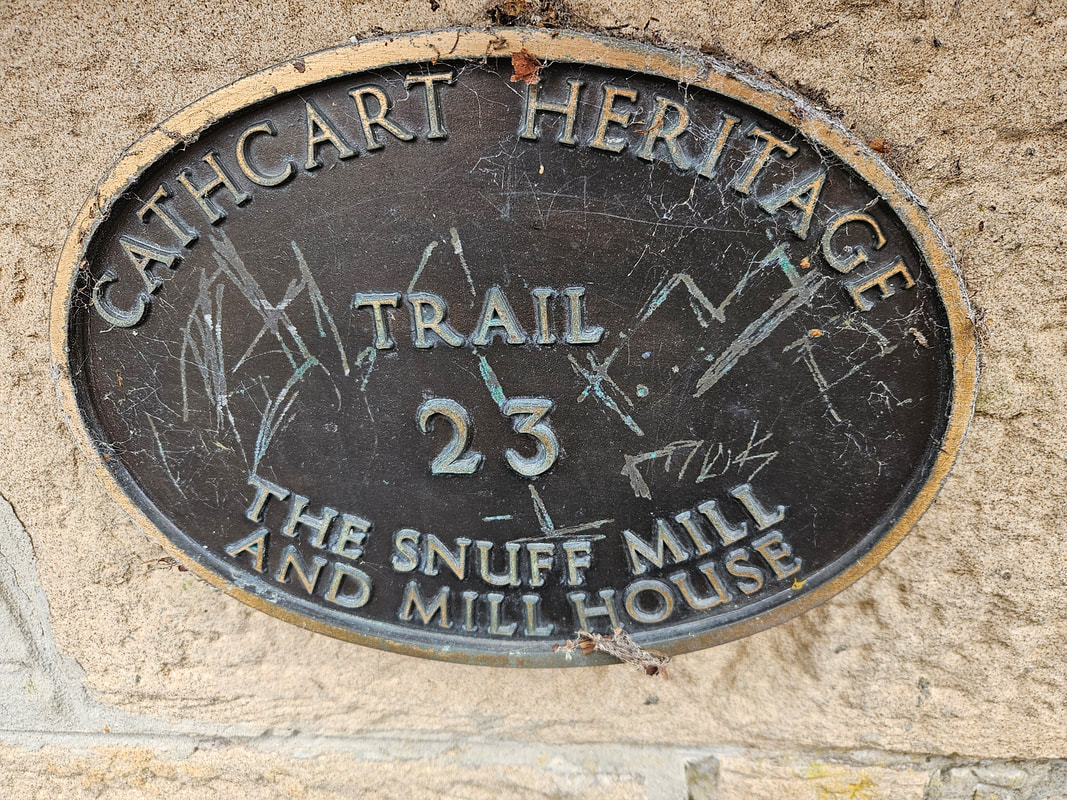 CATHCART HERITAGE
TRAIL
23
THE SNUFF MILL
AND MILL HOUSE